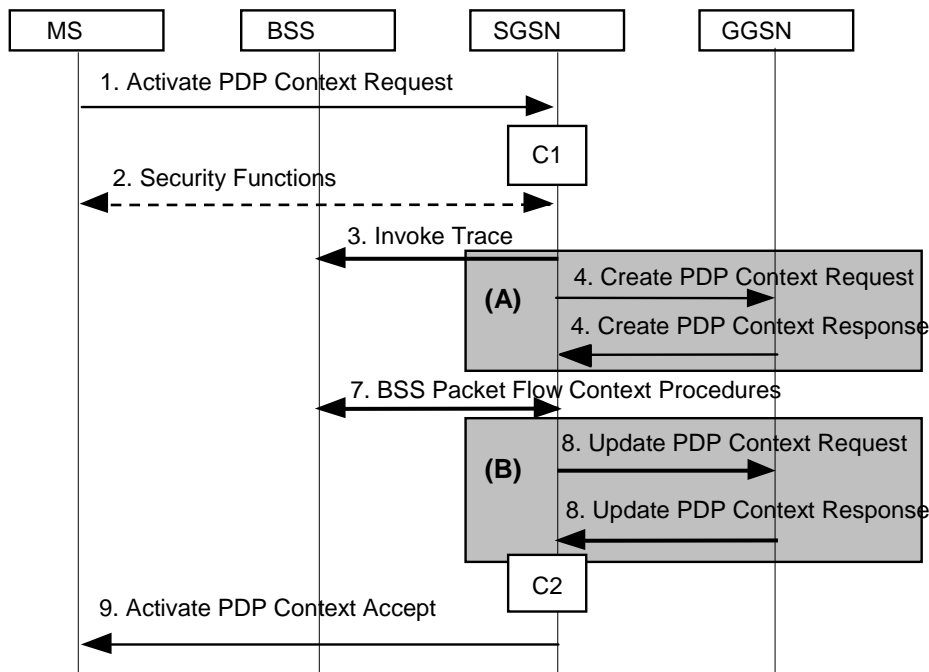 MS
BSS
SGSN
GGSN
1. Activate PDP Context Request
C1
2. Security Functions
3. Invoke Trace
(A)
4. Create PDP Context Request
4. Create PDP Context Response
7. BSS Packet Flow Context Procedures
(B)
8. Update PDP Context Request
8. Update PDP Context Response
C2
9. Activate PDP Context Accept